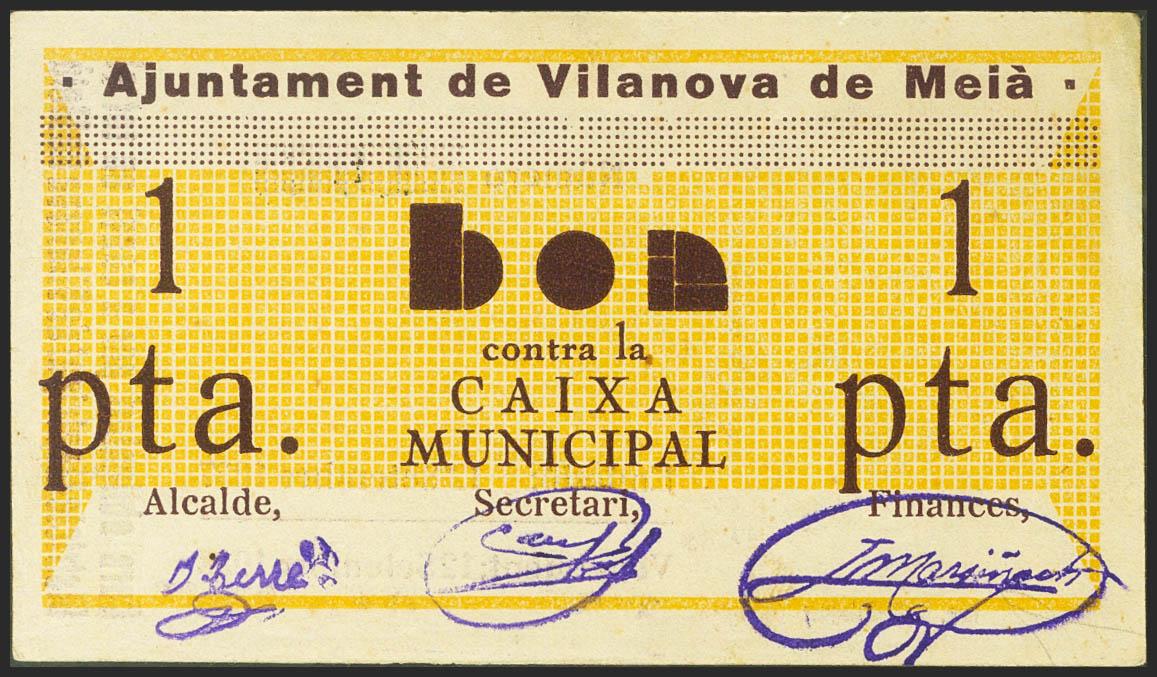 · Ajuntament de Vilanova de Meià ·
1 bon 1
contra la
pta. CAIXA pta.
MUNICIPAL
Alcalde, Secretari, Finances,